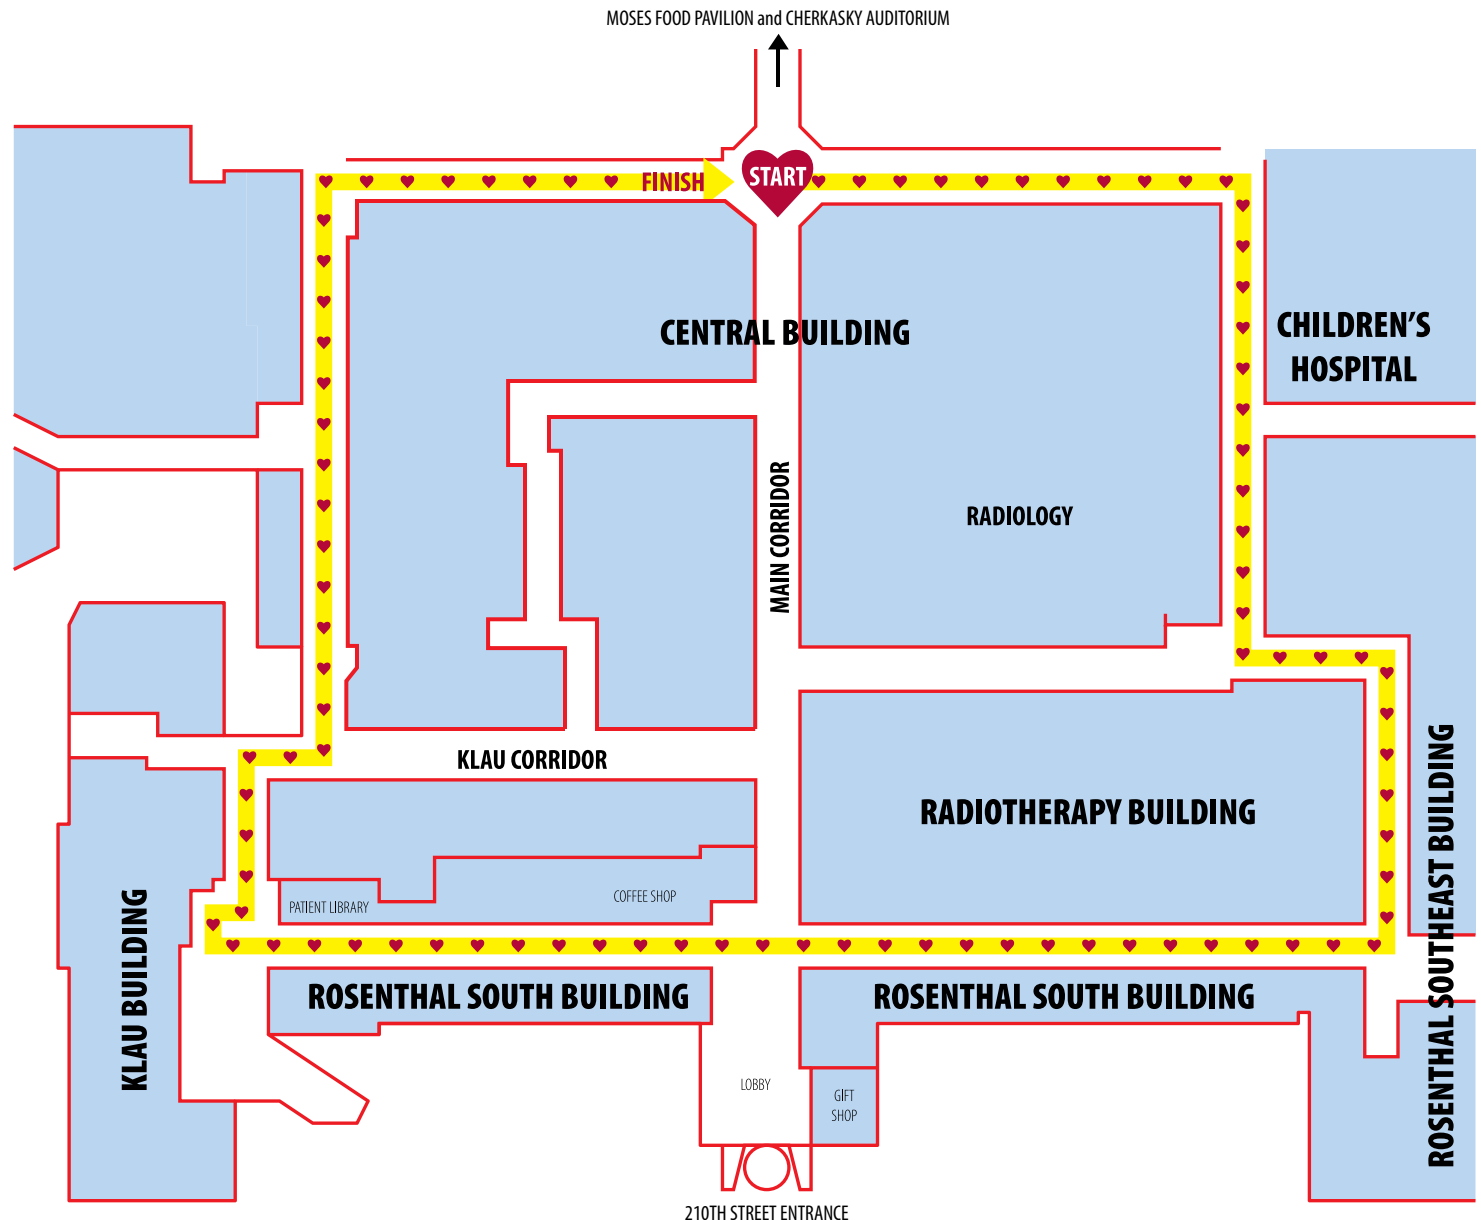 MOSES FOOD PAVILION and CHERKASKY AUDITORIUM
FINISH
START
CENTRAL BUILDING
CHILDREN'S
HOSPITAL
MAIN CORRIDOR
RADIOLOGY
KLAU CORRIDOR
RADIOTHERAPY BUILDING
PATIENT LIBRARY
COFFEE SHOP
KLAU BUILDING
ROSENTHAL SOUTHEAST BUILDING
ROSENTHAL SOUTH BUILDING
ROSENTHAL SOUTH BUILDING
LOBBY
GIFT
SHOP
210TH STREET ENTRANCE